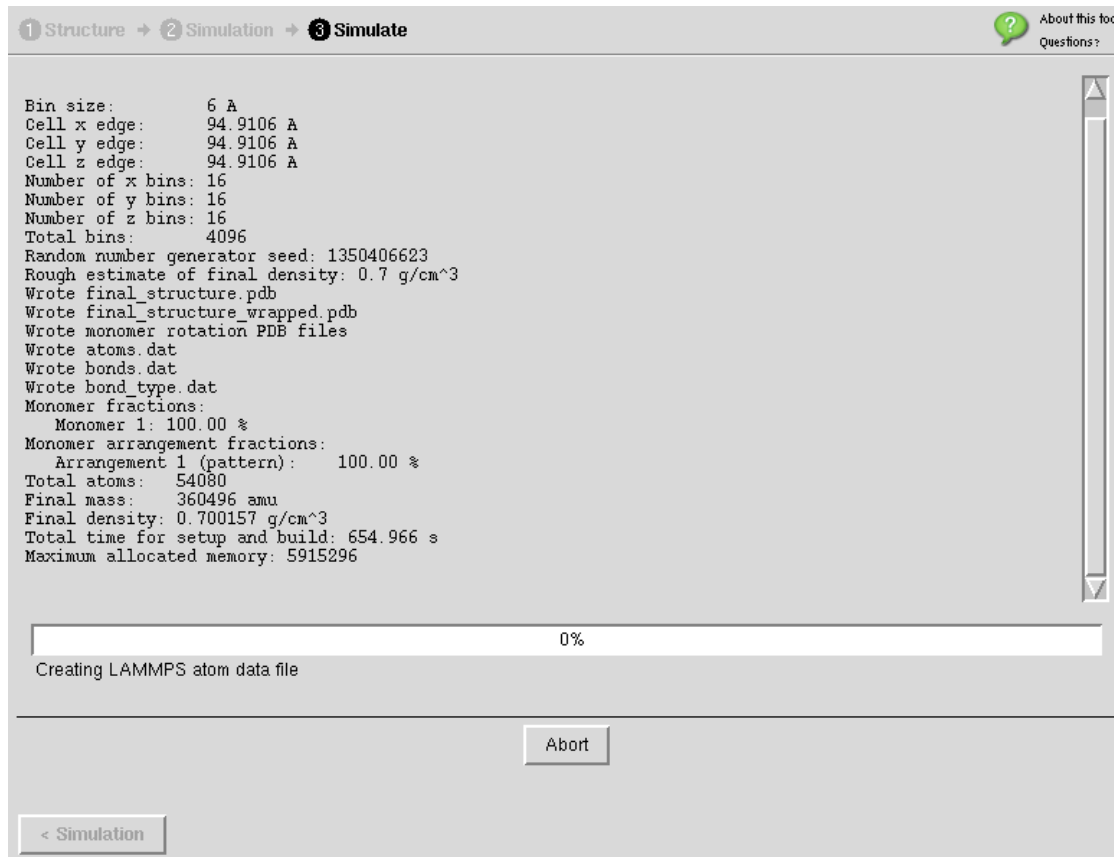 1 Structure → 2 Simulation → 3 Simulate
? About this too
Questions?
Bin size: 6 A
Cell x edge: 94.9106 A
Cell y edge: 94.9106 A
Cell z edge: 94.9106 A
Number of x bins: 16
Number of y bins: 16
Number of z bins: 16
Total bins: 4096
Random number generator seed: 1350406623
Rough estimate of final density: 0.7 g/cm^3
Wrote final_structure.pdb
Wrote final_structure_wrapped.pdb
Wrote monomer rotation PDB files
Wrote atoms.dat
Wrote bonds.dat
Wrote bond_type.dat
Monomer fractions:
Monomer 1: 100.00 %
Monomer arrangement fractions:
Arrangement 1 (pattern): 100.00 %
Total atoms: 54080
Final mass: 360496 amu
Final density: 0.700157 g/cm^3
Total time for setup and build: 654.966 s
Maximum allocated memory: 5915296
0%
Creating LAMMPS atom data file
Abort
< Simulation